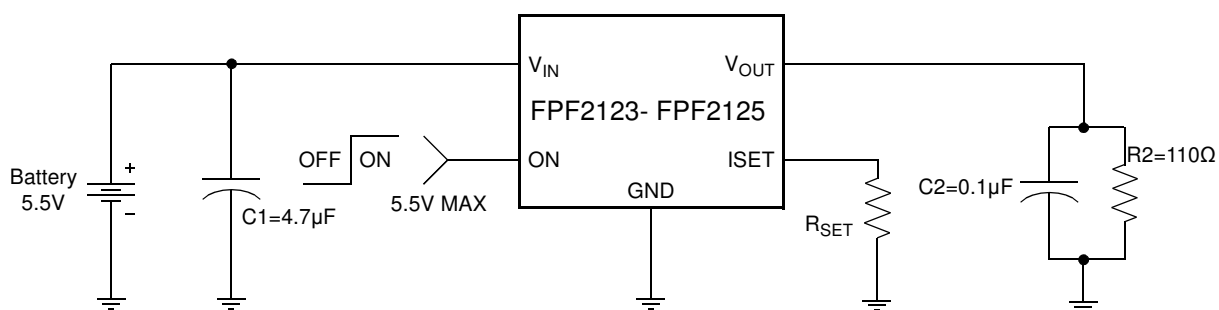 V_IN
V_OUT
FPF2123- FPF2125
OFF
ON
ON
ISET
R2=110Ω
Battery
5.5V
+
–
C1=4.7µF
5.5V MAX
GND
R_SET
C2=0.1µF